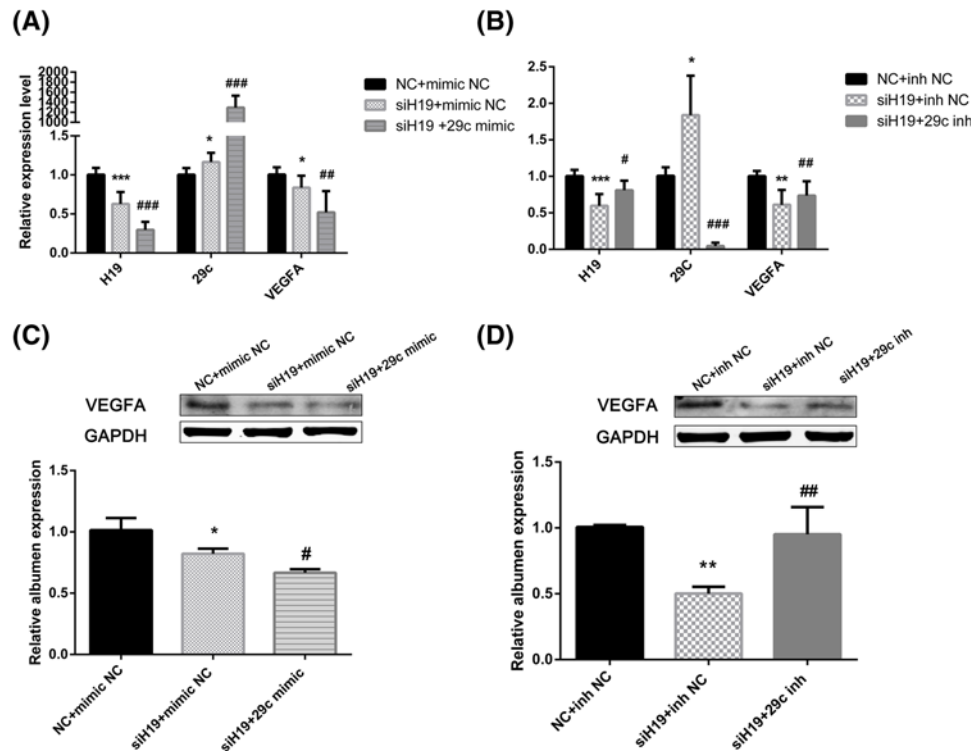 (A)
Relative expression level
2000
1800
1600
1400
1200
1000
1.5
1.0
0.5
0.0
***
###
*
###
*
##
H19
29c
VEGFA
NC+mimic NC
siH19+mimic NC
siH19 +29c mimic
(B)
2.5
2.0
1.5
1.0
0.5
0.0
***
#
*
###
**
##
H19
29C
VEGFA
NC+inh NC
siH19+inh NC
siH19+29c inh
(C)
NC+mimic NC
siH19+mimic NC
siH19+29c mimic
VEGFA
GAPDH
Relative albumen expression
1.5
1.0
0.5
0.0
*
#
NC+mimic NC
siH19+mimic NC
siH19+29c mimic
(D)
NC+inh NC
siH19+inh NC
siH19+29c inh
VEGFA
GAPDH
Relative albumen expression
1.5
1.0
0.5
0.0
**
##
NC+inh NC
siH19+inh NC
siH19+29c inh